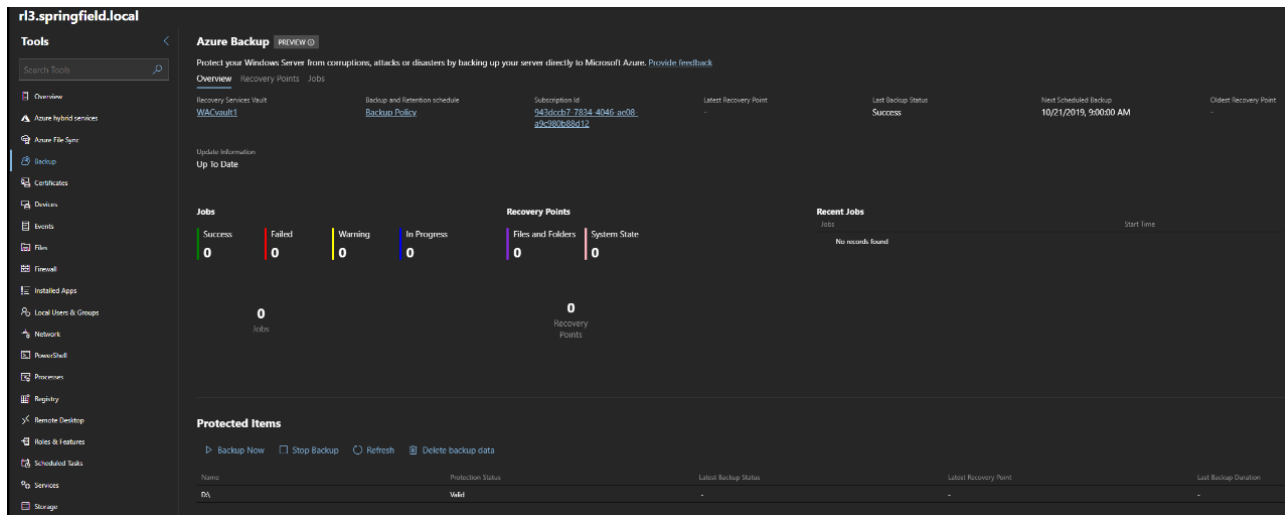 rl3.springfield.local
Tools
Search Tools
Overview
Azure hybrid services
Azure File Sync
Backup
Certificates
Devices
Events
Files
Firewall
Installed Apps
Local Users & Groups
Network
PowerShell
Processes
Registry
Remote Desktop
Roles & Features
Scheduled Tasks
Services
Storage
Azure Backup PREVIEW
Protect your Windows Server from corruptions, attacks or disasters by backing up your server directly to Microsoft Azure. Provide feedback
Overview Recovery Points Jobs
Recovery Services Vault Backup and Retention schedule Subscription Id Latest Recovery Point Last Backup Status Next Scheduled Backup Oldest Recovery Point
WACvault1 Backup Policy 943dccb7-7834-4046-ae08- - Success 10/21/2019, 9:00:00 AM -
a9c980b88d12
Update Information
Up To Date
Jobs Recovery Points Recent Jobs
Jobs Start Time
Success Failed Warning In Progress Files and Folders System State
0 0 0 0 0 0
No records found
0 0
Jobs Recovery
Points
Protected Items
Backup Now Stop Backup Refresh Delete backup data
Name Protection Status Latest Backup Status Latest Recovery Point Last Backup Duration
D:\ Valid - - -